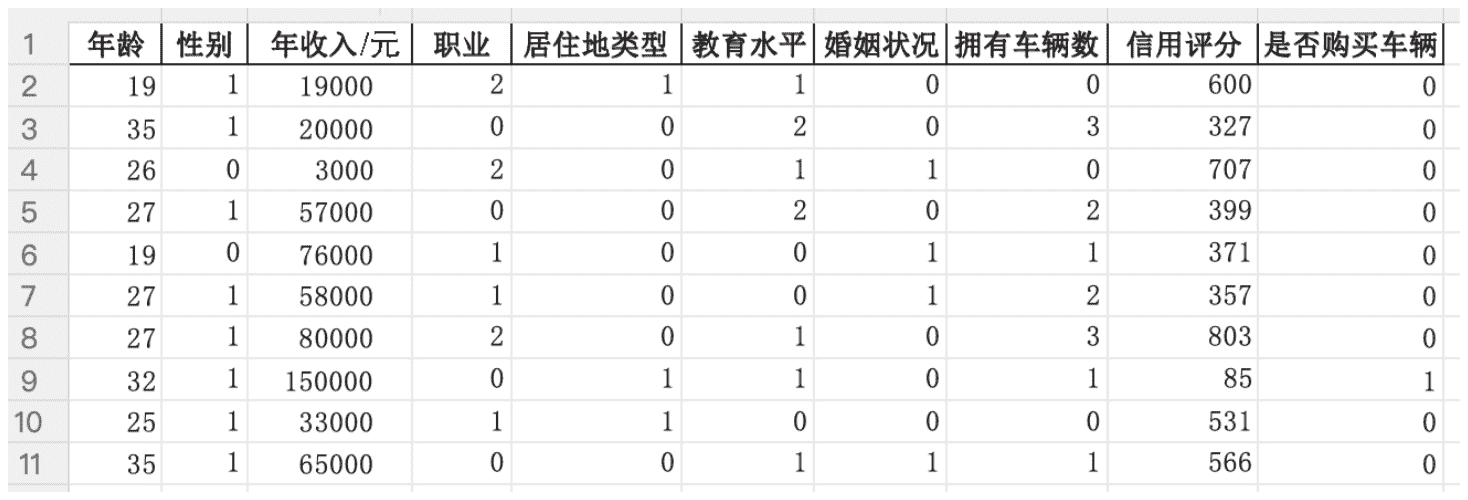 1 年龄 性别 年收入/元 职业 居住地类型 教育水平 婚姻状况 拥有车辆数 信用评分 是否购买车辆
2 19 1 19000 2 1 1 0 0 600 0
3 35 1 20000 0 0 2 0 3 327 0
4 26 0 3000 2 0 1 1 0 707 0
5 27 1 57000 0 0 2 0 2 399 0
6 19 0 76000 1 0 0 1 1 371 0
7 27 1 58000 1 0 0 1 2 357 0
8 27 1 80000 2 0 1 0 3 803 0
9 32 1 150000 0 1 1 0 1 85 1
10 25 1 33000 1 1 0 0 0 531 0
11 35 1 65000 0 0 1 1 1 566 0